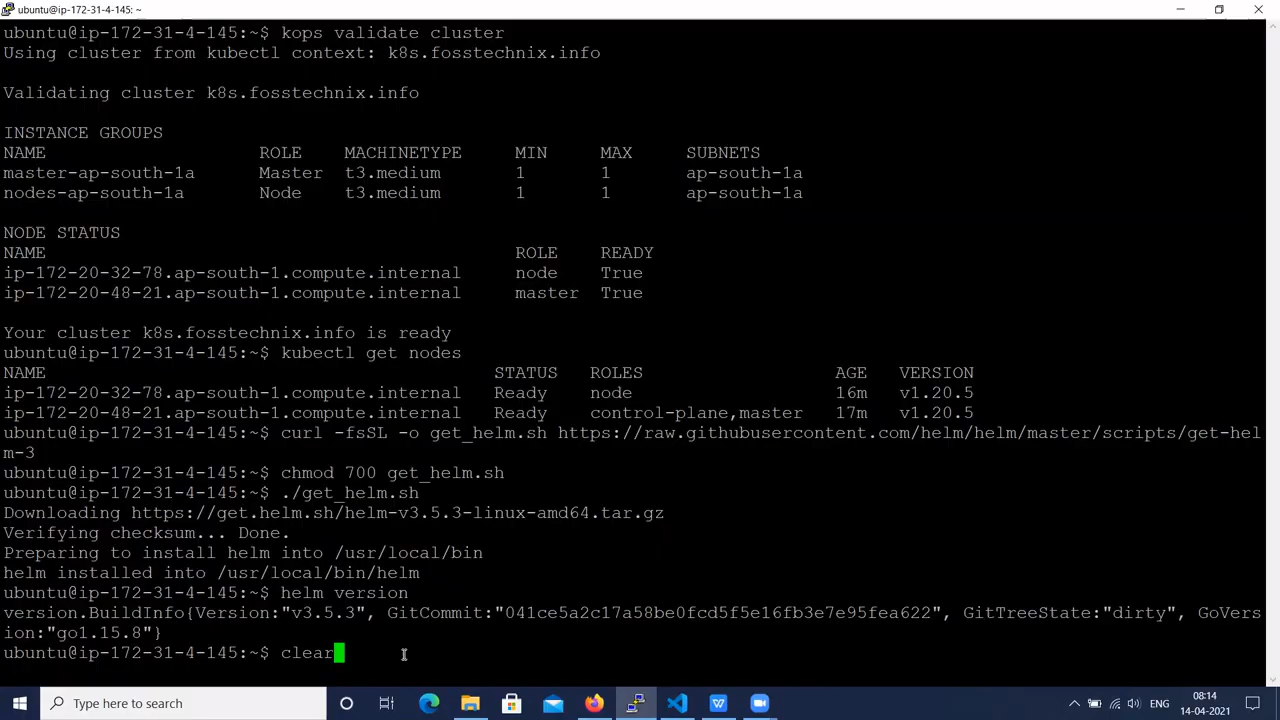 ubuntu@ip-172-31-4-145: ~
ubuntu@ip-172-31-4-145:~$ kops validate cluster
Using cluster from kubectl context: k8s.fosstechnix.info
Validating cluster k8s.fosstechnix.info
INSTANCE GROUPS
NAME ROLE MACHINETYPE MIN MAX SUBNETS
master-ap-south-1a Master t3.medium 1 1 ap-south-1a
nodes-ap-south-1a Node t3.medium 1 1 ap-south-1a
NODE STATUS
NAME ROLE READY
ip-172-20-32-78.ap-south-1.compute.internal node True
ip-172-20-48-21.ap-south-1.compute.internal master True
Your cluster k8s.fosstechnix.info is ready
ubuntu@ip-172-31-4-145:~$ kubectl get nodes
NAME STATUS ROLES AGE VERSION
ip-172-20-32-78.ap-south-1.compute.internal Ready node 16m v1.20.5
ip-172-20-48-21.ap-south-1.compute.internal Ready control-plane,master 17m v1.20.5
ubuntu@ip-172-31-4-145:~$ curl -fsSL -o get_helm.sh https://raw.githubusercontent.com/helm/helm/master/scripts/get-hel
m-3
ubuntu@ip-172-31-4-145:~$ chmod 700 get_helm.sh
ubuntu@ip-172-31-4-145:~$ ./get_helm.sh
Downloading https://get.helm.sh/helm-v3.5.3-linux-amd64.tar.gz
Verifying checksum... Done.
Preparing to install helm into /usr/local/bin
helm installed into /usr/local/bin/helm
ubuntu@ip-172-31-4-145:~$ helm version
version.BuildInfo{Version:"v3.5.3", GitCommit:"041ce5a2c17a58be0fcd5f5e16fb3e7e95fea622", GitTreeState:"dirty", GoVers
ion:"go1.15.8"}
ubuntu@ip-172-31-4-145:~$ clear
Type here to search
08:14
ENG
14-04-2021